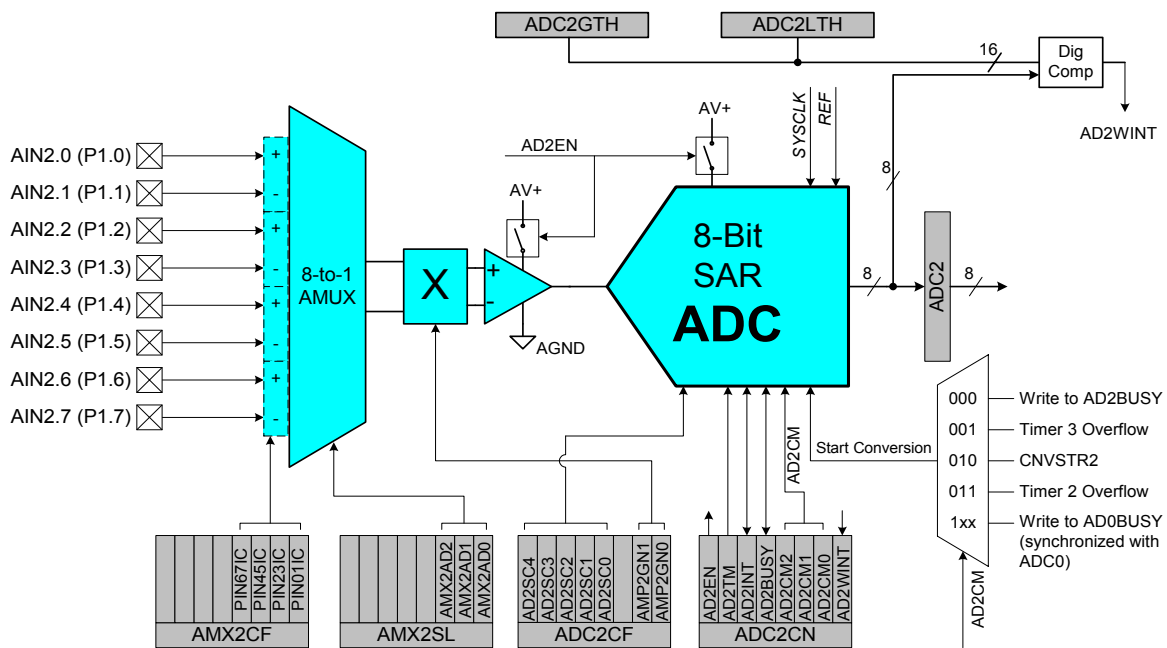 ADC2GTH
ADC2LTH
16
Dig
Comp
AD2WINT
AV+
SYSCLK
REF
AD2EN
8
AIN2.0 (P1.0)
AIN2.1 (P1.1)
AIN2.2 (P1.2)
AIN2.3 (P1.3)
AIN2.4 (P1.4)
AIN2.5 (P1.5)
AIN2.6 (P1.6)
AIN2.7 (P1.7)
+
-
+
-
+
-
+
-
8-to-1
AMUX
X
AV+
+
-
AGND
8-Bit
SAR
ADC
8
ADC2
8
000
001
010
011
1xx
Write to AD2BUSY
Timer 3 Overflow
CNVSTR2
Timer 2 Overflow
Write to AD0BUSY
(synchronized with
ADC0)
Start Conversion
AD2CM
AD2CM
PIN67IC
PIN45IC
PIN23IC
PIN01IC
AMX2CF
AMX2AD2
AMX2AD1
AMX2AD0
AMX2SL
AD2SC4
AD2SC3
AD2SC2
AD2SC1
AD2SC0
AMP2GN1
AMP2GN0
ADC2CF
AD2EN
AD2TM
AD2INT
AD2BUSY
AD2CM2
AD2CM1
AD2CM0
AD2WINT
ADC2CN